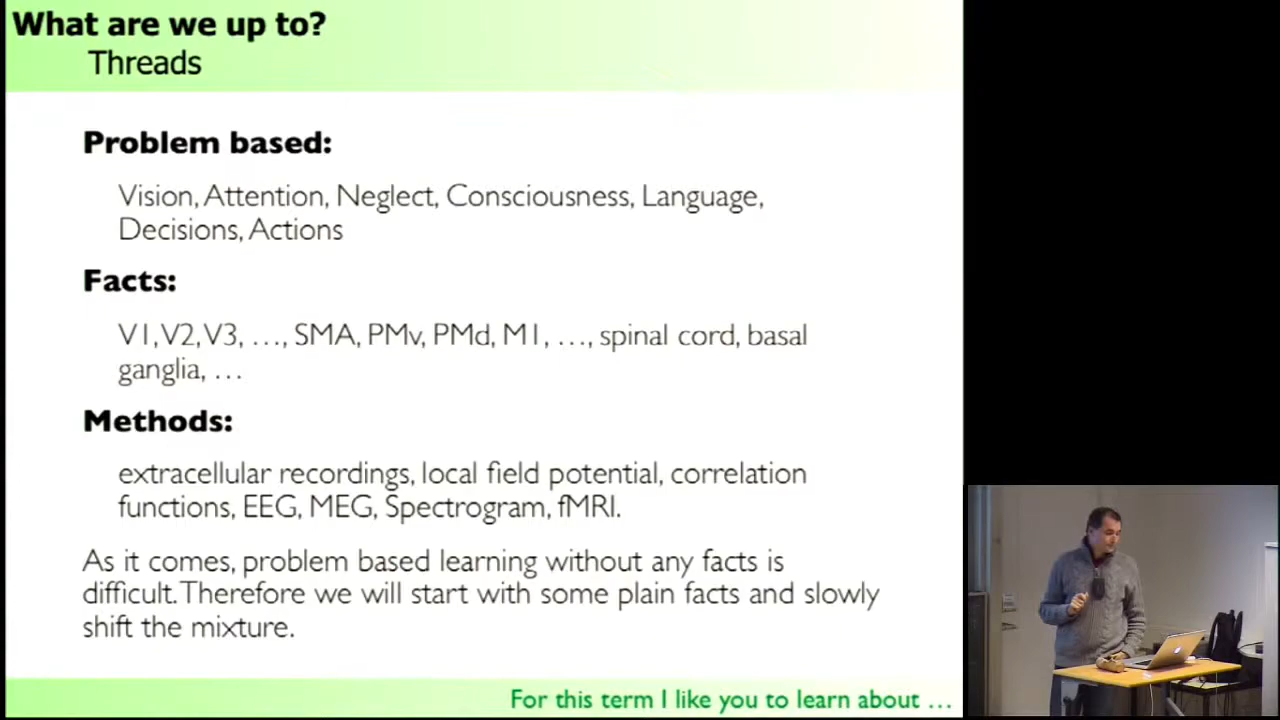 What are we up to?
Threads
Problem based:
Vision, Attention, Neglect, Consciousness, Language,
Decisions, Actions
Facts:
V1, V2, V3, …, SMA, PMv, PMd, M1, …, spinal cord, basal
ganglia, …
Methods:
extracellular recordings, local field potential, correlation
functions, EEG, MEG, Spectrogram, fMRI.
As it comes, problem based learning without any facts is
difficult. Therefore we will start with some plain facts and slowly
shift the mixture.
For this term I like you to learn about …